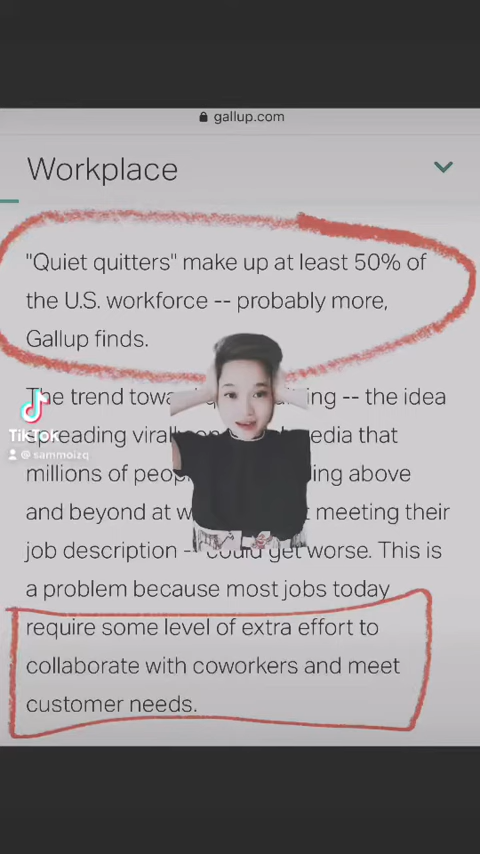 gallup.com
Workplace
"Quiet quitters" make up at least 50% of
the U.S. workforce -- probably more,
Gallup finds.
The trend ing -- the idea
spreading edia that
millions of ing above
and beyond at meeting their
job description - could get worse. This is
a problem because most jobs today
require some level of extra effort to
collaborate with coworkers and meet
customer needs.
TikTok
@sammoizq